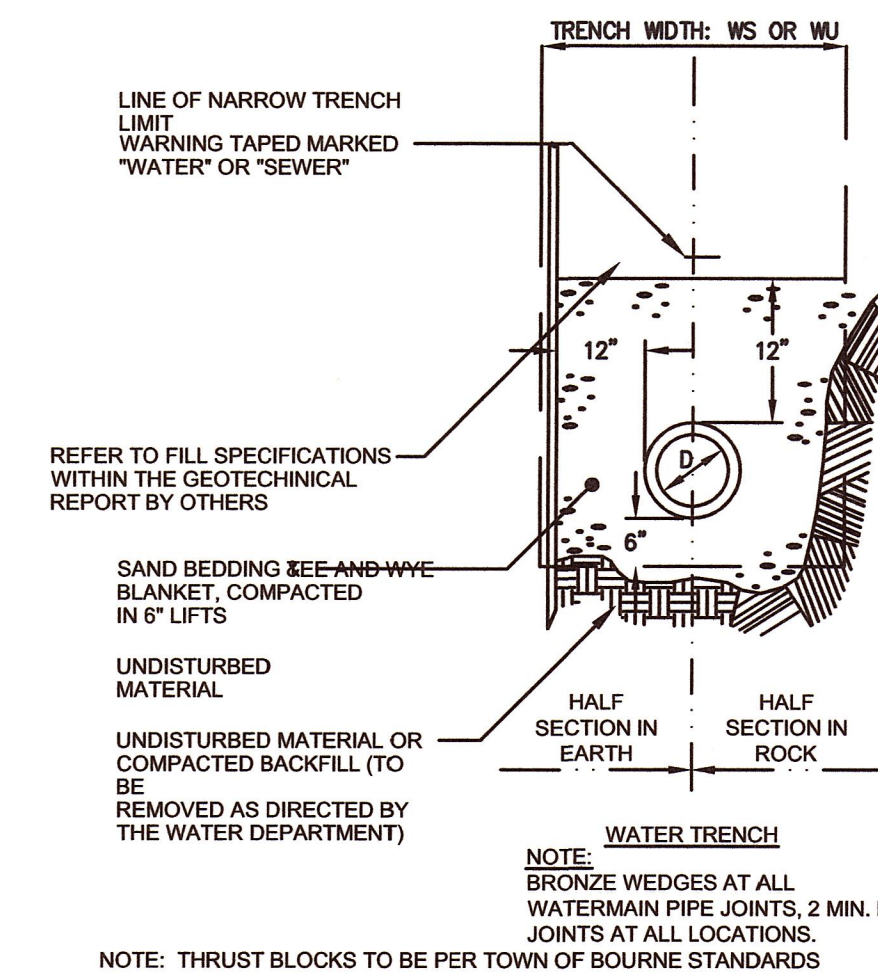 TRENCH WIDTH: WS OR WU
LINE OF NARROW TRENCH
LIMIT
WARNING TAPED MARKED
"WATER" OR "SEWER"
12"
12"
REFER TO FILL SPECIFICATIONS
WITHIN THE GEOTECHINICAL
REPORT BY OTHERS
D
6"
SAND BEDDING &EE AND WYE
BLANKET, COMPACTED
IN 6" LIFTS
UNDISTURBED
MATERIAL
UNDISTURBED MATERIAL OR
COMPACTED BACKFILL (TO
BE
REMOVED AS DIRECTED BY
THE WATER DEPARTMENT)
HALF
SECTION IN
EARTH
HALF
SECTION IN
ROCK
WATER TRENCH
NOTE:
BRONZE WEDGES AT ALL
WATERMAIN PIPE JOINTS, 2 MIN.
JOINTS AT ALL LOCATIONS.
NOTE: THRUST BLOCKS TO BE PER TOWN OF BOURNE STANDARDS